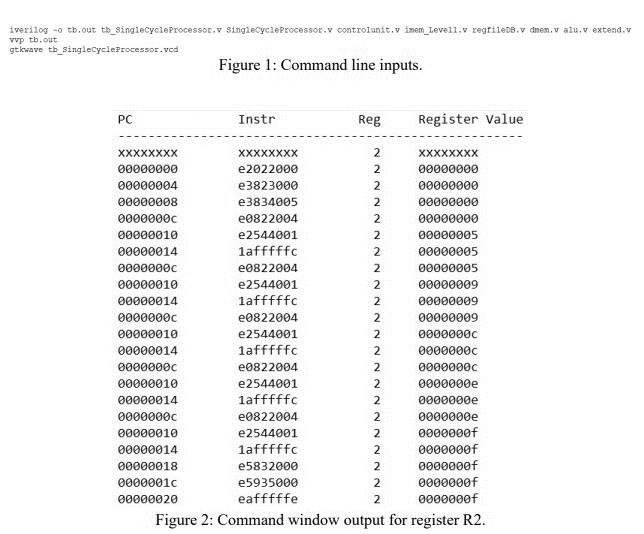 iverilog -o tb.out tb_SingleCycleProcessor.v SingleCycleProcessor.v controlunit.v imem_Level1.v regfileDB.v dmem.v alu.v extend.v
vvp tb.out
gtkwave tb_SingleCycleProcessor.vcd
Figure 1: Command line inputs.
PC Instr Reg Register Value
--------------------------------------------------
xxxxxxxx xxxxxxxx 2 xxxxxxxx
00000000 e2022000 2 00000000
00000004 e3823000 2 00000000
00000008 e3834005 2 00000000
0000000c e0822004 2 00000000
00000010 e2544001 2 00000005
00000014 1afffffc 2 00000005
0000000c e0822004 2 00000005
00000010 e2544001 2 00000009
00000014 1afffffc 2 00000009
0000000c e0822004 2 00000009
00000010 e2544001 2 0000000c
00000014 1afffffc 2 0000000c
0000000c e0822004 2 0000000c
00000010 e2544001 2 0000000e
00000014 1afffffc 2 0000000e
0000000c e0822004 2 0000000e
00000010 e2544001 2 0000000f
00000014 1afffffc 2 0000000f
00000018 e5832000 2 0000000f
0000001c e5935000 2 0000000f
00000020 eafffffe 2 0000000f
Figure 2: Command window output for register R2.